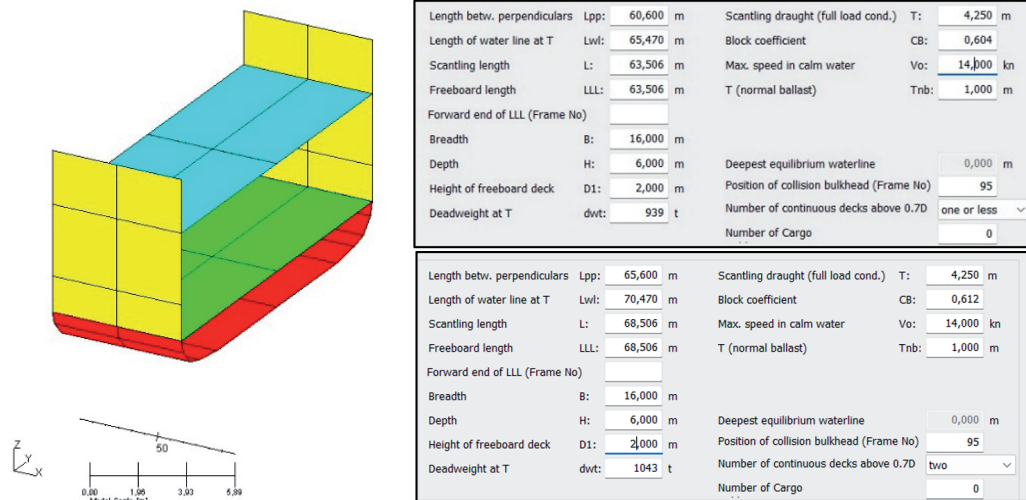 Length betw. perpendiculars Lpp: 60,600 m Scantling draught (full load cond.) T: 4,250 m
Length of water line at T Lwl: 65,470 m Block coefficient CB: 0,604
Scantling length L: 63,506 m Max. speed in calm water Vo: 14,000 kn
Freeboard length LLL: 63,506 m T (normal ballast) Tnb: 1,000 m
Forward end of LLL (Frame No)
Breadth B: 16,000 m
Depth H: 6,000 m Deepest equilibrium waterline 0,000 m
Height of freeboard deck D1: 2,000 m Position of collision bulkhead (Frame No) 95
Deadweight at T dwt: 939 t Number of continuous decks above 0.7D one or less
Number of Cargo 0
Length betw. perpendiculars Lpp: 65,600 m Scantling draught (full load cond.) T: 4,250 m
Length of water line at T Lwl: 70,470 m Block coefficient CB: 0,612
Scantling length L: 68,506 m Max. speed in calm water Vo: 14,000 kn
Freeboard length LLL: 68,506 m T (normal ballast) Tnb: 1,000 m
Forward end of LLL (Frame No)
Breadth B: 16,000 m
Depth H: 6,000 m Deepest equilibrium waterline 0,000 m
Height of freeboard deck D1: 2,000 m Position of collision bulkhead (Frame No) 95
Deadweight at T dwt: 1043 t Number of continuous decks above 0.7D two
Number of Cargo 0
50
Z
Y
X
0,00 1,96 3,93 5,89